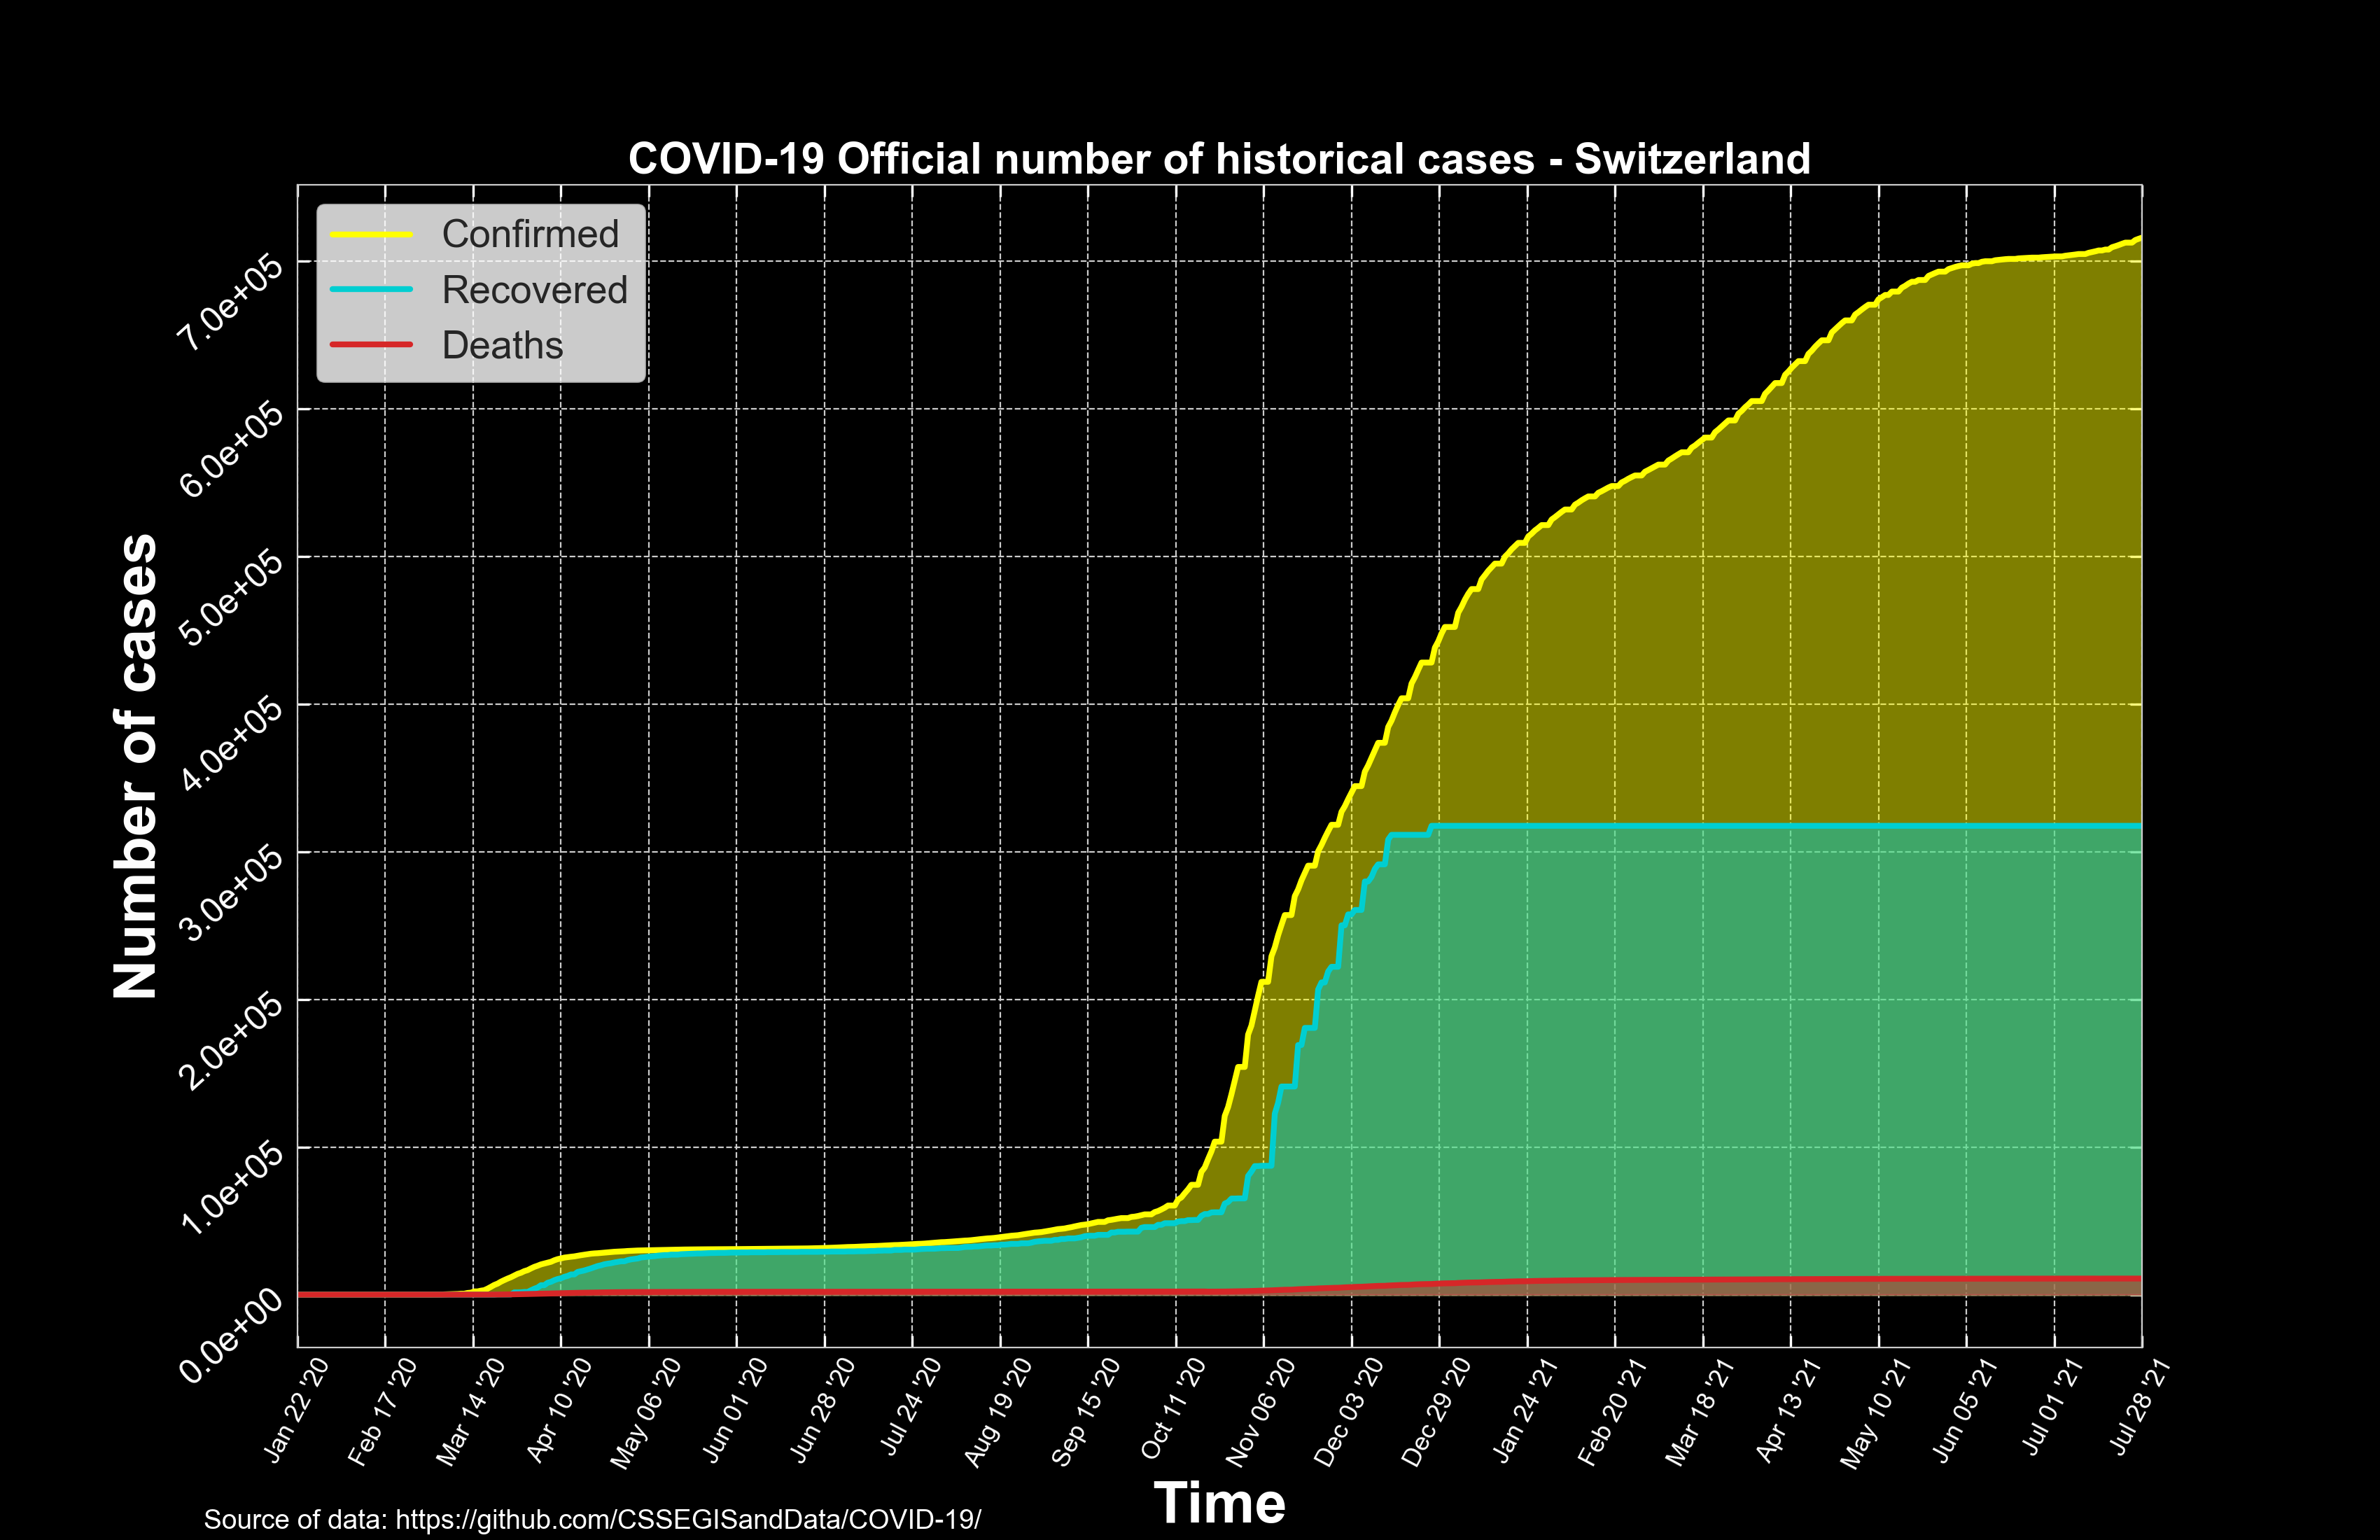 COVID-19 Official number of historical cases - Switzerland
Confirmed
Recovered
Deaths
Number of cases
7.0e+05
6.0e+05
5.0e+05
4.0e+05
3.0e+05
2.0e+05
1.0e+05
0.0e+00
Jan 22 '20
Feb 17 '20
Mar 14 '20
Apr 10 '20
May 06 '20
Jun 01 '20
Jun 28 '20
Jul 24 '20
Aug 19 '20
Sep 15 '20
Oct 11 '20
Nov 06 '20
Dec 03 '20
Dec 29 '20
Jan 24 '21
Feb 20 '21
Mar 18 '21
Apr 13 '21
May 10 '21
Jun 05 '21
Jul 01 '21
Jul 28 '21
Time
Source of data: https://github.com/CSSEGISandData/COVID-19/